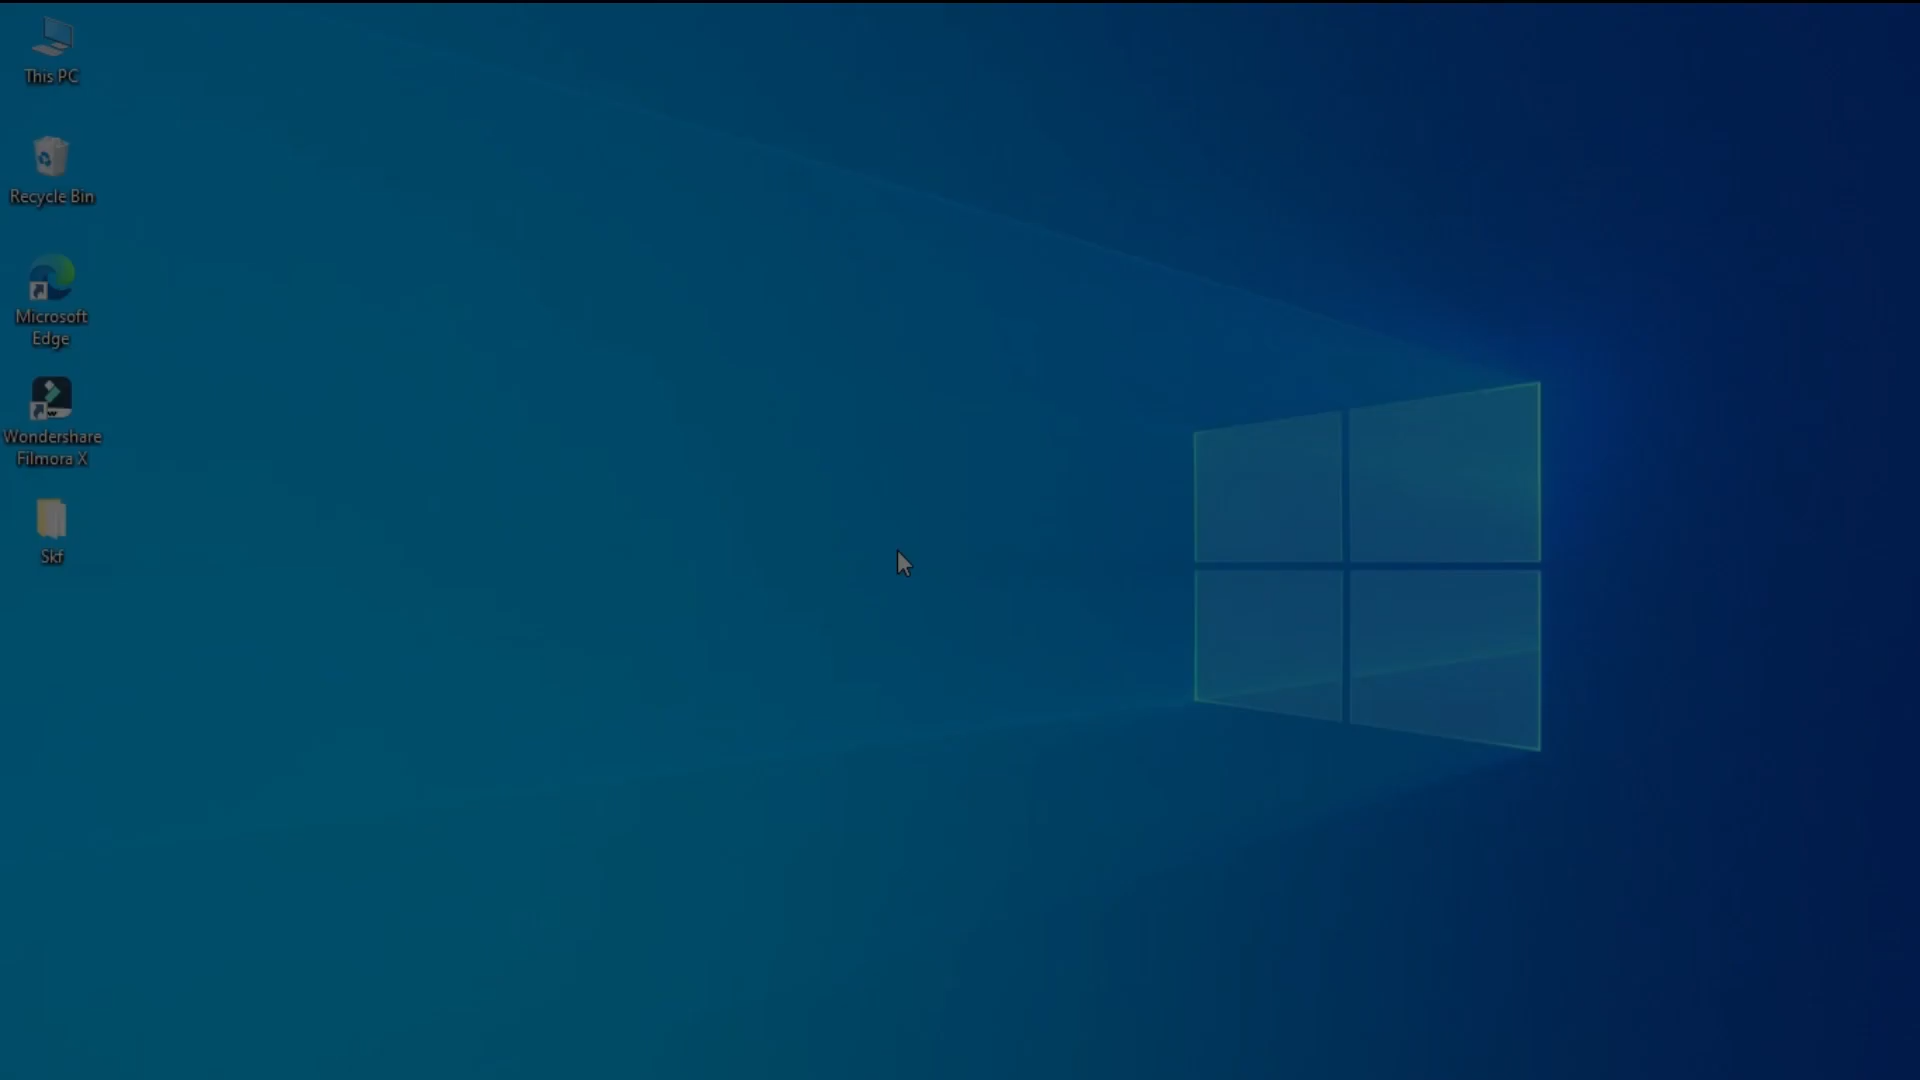 This PC
Recycle Bin
Microsoft
Edge
Wondershare
Filmora X
Skf